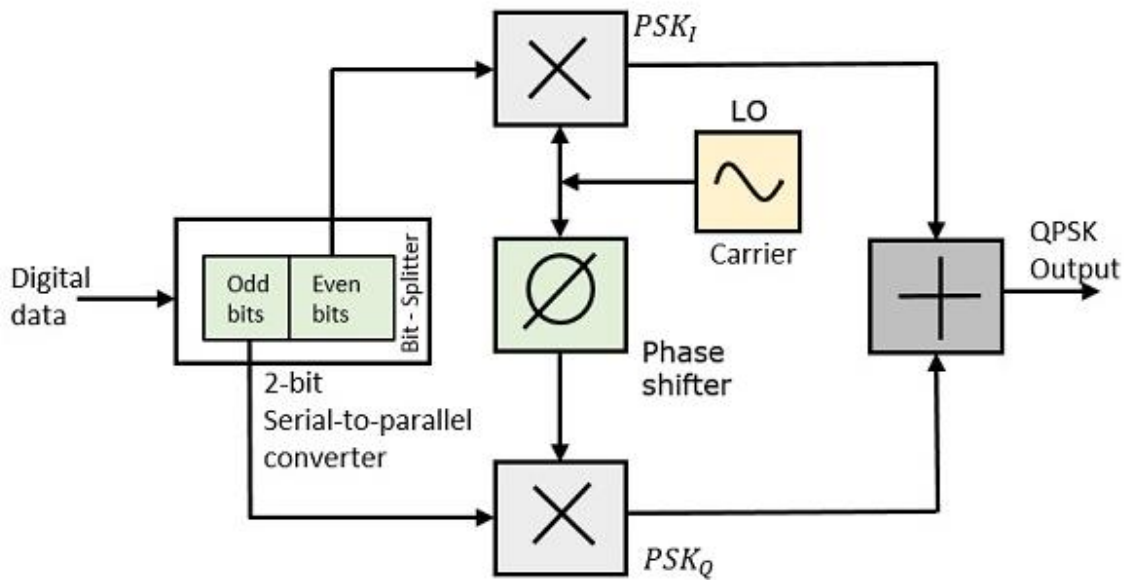 PSK_I
LO
Carrier
Digital
data
Odd
bits
Even
bits
Bit - Splitter
2-bit
Serial-to-parallel
converter
Phase
shifter
QPSK
Output
PSK_Q